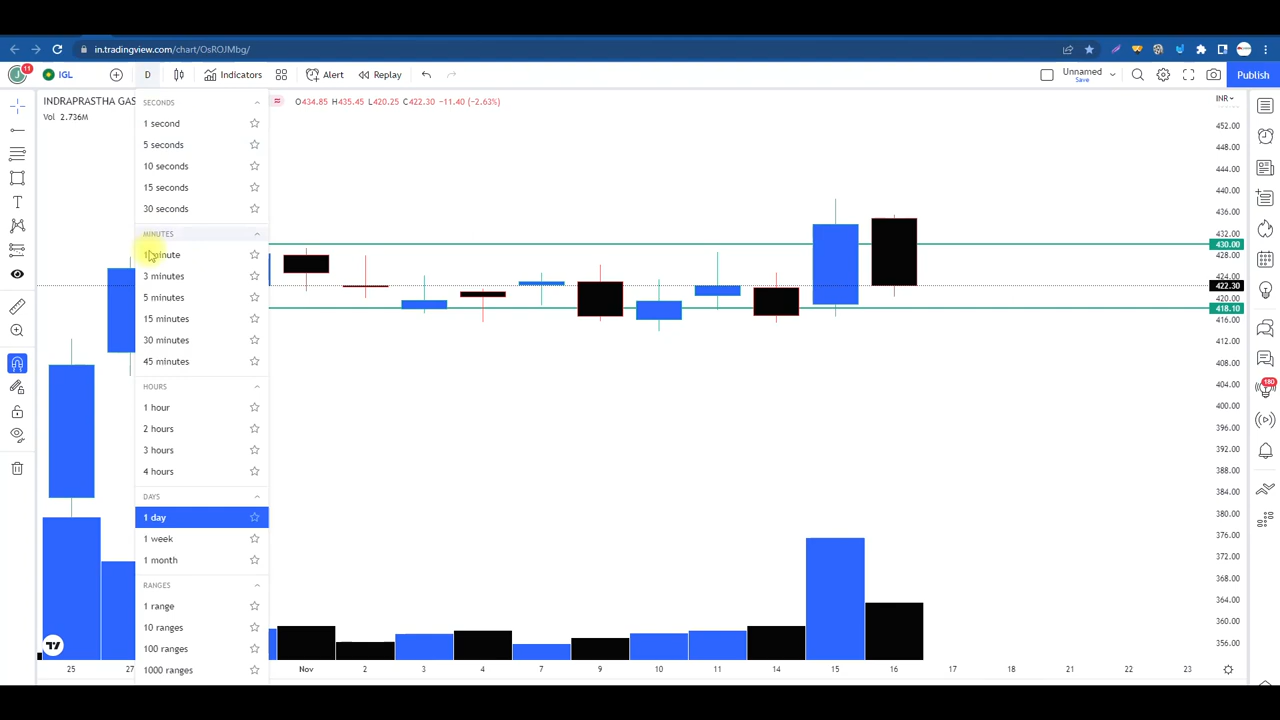 in.tradingview.com/chart/OsROJMbg/
J 11 IGL D Indicators Alert Replay Unnamed Save Publish
INDRAPRASTHA GAS O434.85 H435.45 L420.25 C422.30 −11.40 (−2.63%) INR
Vol 2.736M
SECONDS
1 second
5 seconds
10 seconds
15 seconds
30 seconds
MINUTES
1 minute
3 minutes
5 minutes
15 minutes
30 minutes
45 minutes
HOURS
1 hour
2 hours
3 hours
4 hours
DAYS
1 day
1 week
1 month
RANGES
1 range
10 ranges
100 ranges
1000 ranges
452.00
448.00
444.00
440.00
436.00
432.00
430.00
428.00
424.00
422.30
420.00
418.10
416.00
412.00
408.00
404.00
400.00
396.00
392.00
388.00
384.00
380.00
376.00
372.00
368.00
364.00
360.00
356.00
180
25 27 Nov 2 3 4 7 9 10 11 14 15 16 17 18 21 22 23